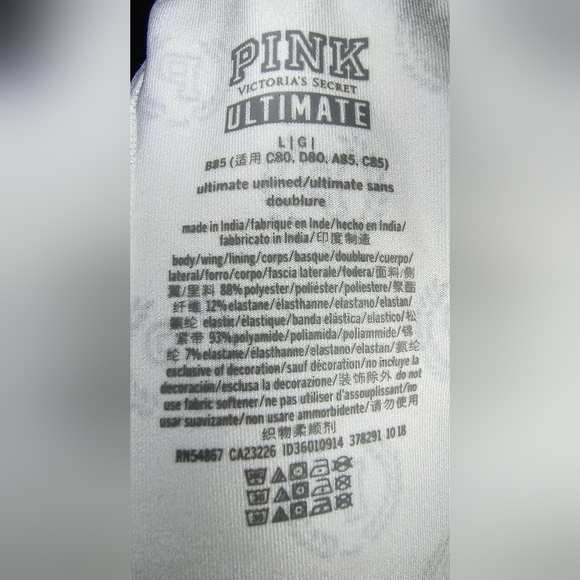 PINK
VICTORIA'S SECRET
ULTIMATE
L|G|
B85 (适用 C80, D80, A85, C85)
ultimate unlined/ultimate sans
doublure
made in India/fabriqué en Inde/hecho en India/
fabbricato in India/印度制造
body/wing/lining/corps/basque/doublure/cuerpo/
lateral/forro/corpo/fascia laterale/fodera/面料/侧
翼/里料 88% polyester/poliéster/poliestere/聚酯
纤维 12% elastane/élasthanne/elastano/elastan/
氨纶 elastic/élastique/banda elástica/elastico/松
紧带 93% polyamide/poliamida/poliammide/锦
纶 7% elastane/élasthanne/elastano/elastan/氨纶
exclusive of decoration/sauf décoration/no incluye la
decoración/esclusa la decorazione/装饰除外 do not
use fabric softener/ne pas utiliser d'assouplissant/no
usar suavizante/non usare ammorbidente/请勿使用
织物柔顺剂
RN54867 CA23226 ID36010914 378291 10 18
30
30